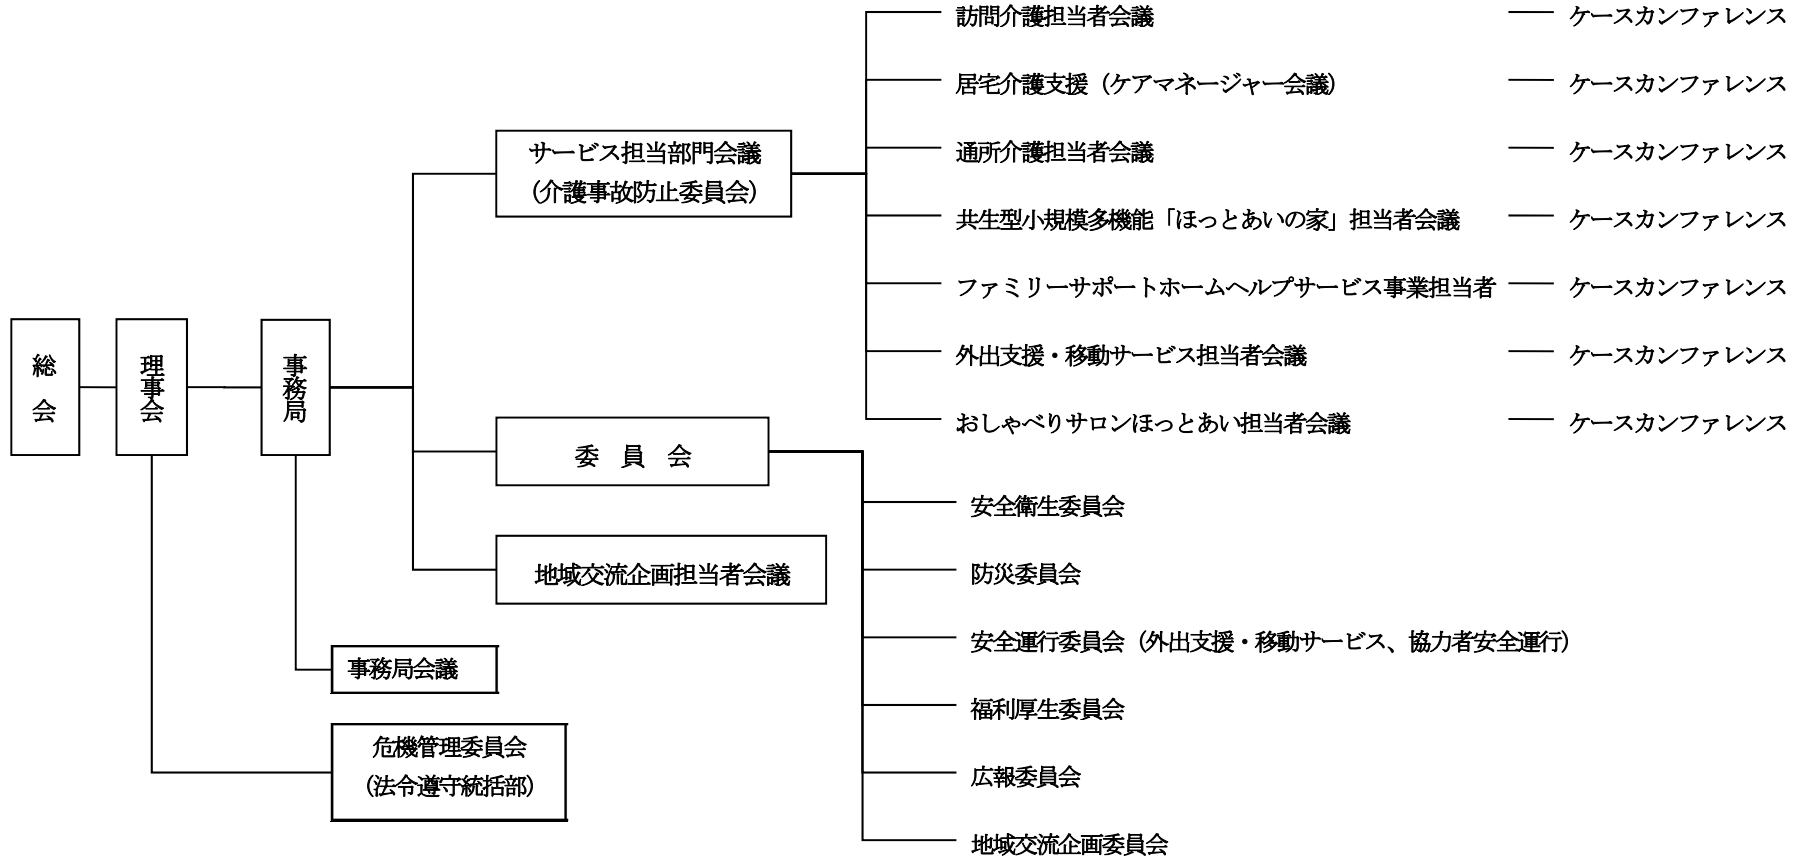 訪問介護担当者会議 ケースカンファレンス
居宅介護支援（ケアマネージャー会議） ケースカンファレンス
サービス担当部門会議
（介護事故防止委員会）
通所介護担当者会議 ケースカンファレンス
共生型小規模多機能「ほっとあいの家」担当者会議 ケースカンファレンス
ファミリーサポートホームヘルプサービス事業担当者 ケースカンファレンス
外出支援・移動サービス担当者会議 ケースカンファレンス
おしゃべりサロンほっとあい担当者会議 ケースカンファレンス
総会
理事会
事務局
委 員 会
安全衛生委員会
防災委員会
安全運行委員会（外出支援・移動サービス、協力者安全運行）
福利厚生委員会
広報委員会
地域交流企画委員会
地域交流企画担当者会議
事務局会議
危機管理委員会
（法令遵守統括部）